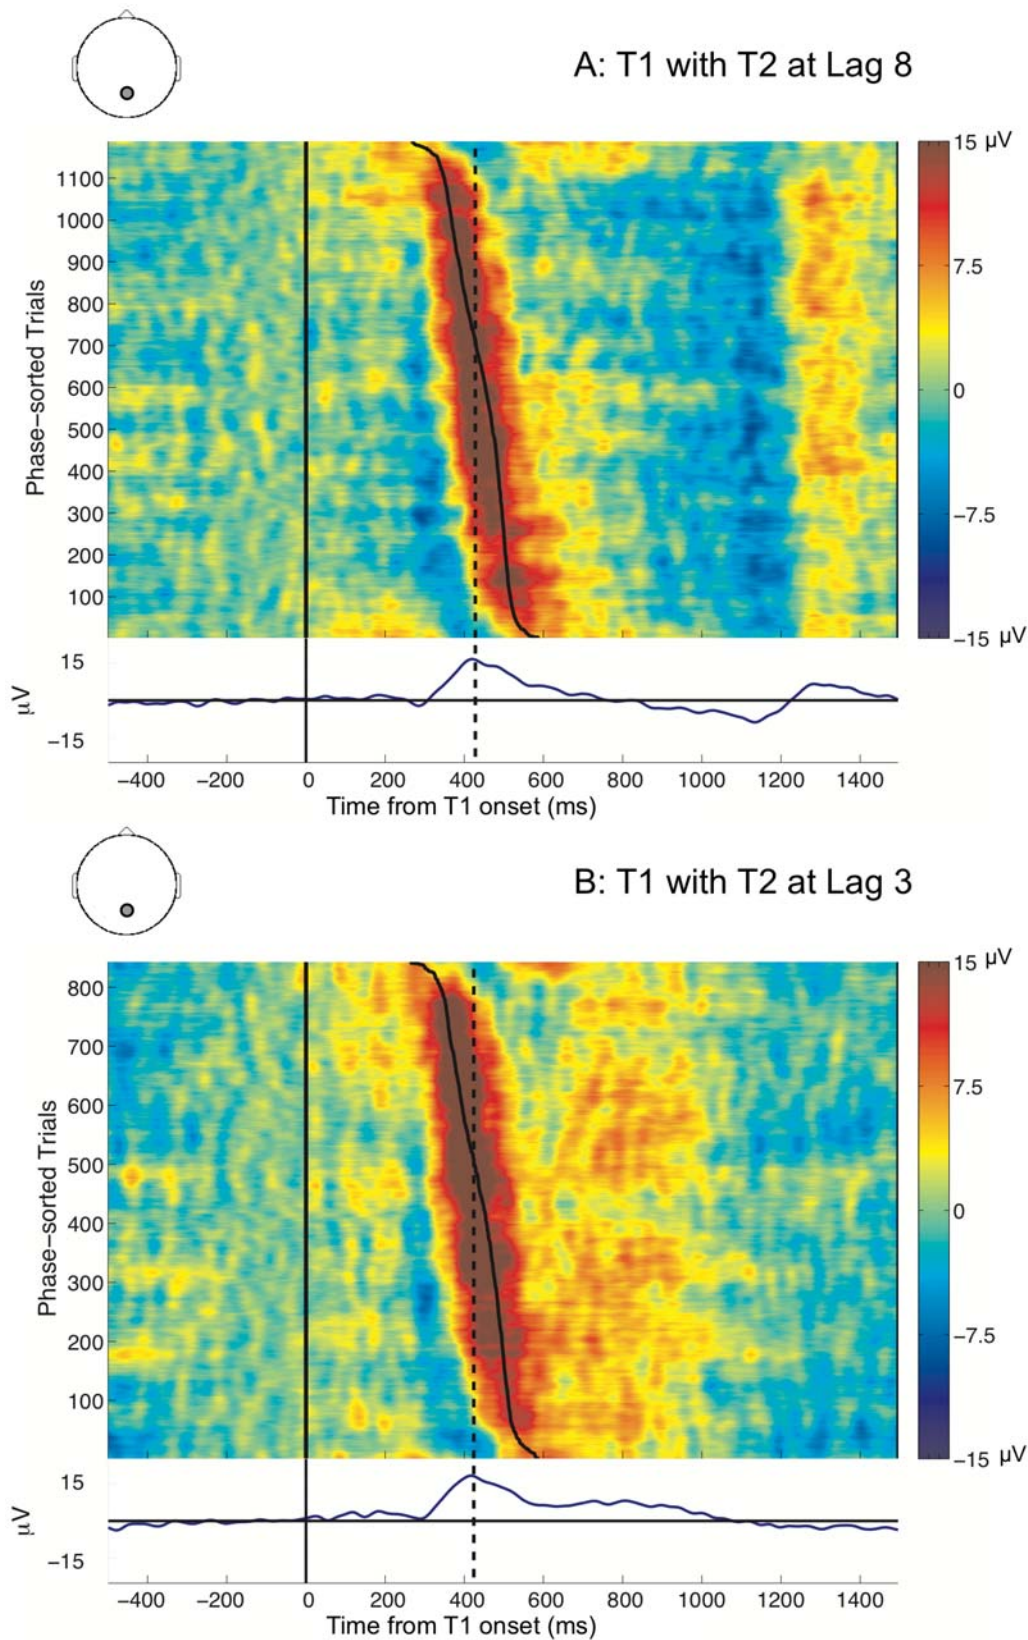 A: T1 with T2 at Lag 8
Phase-sorted Trials
1100
1000
900
800
700
600
500
400
300
200
100
15 µV
7.5
0
−7.5
−15 µV
µV
15
−15
−400 −200 0 200 400 600 800 1000 1200 1400
Time from T1 onset (ms)
B: T1 with T2 at Lag 3
Phase-sorted Trials
800
700
600
500
400
300
200
100
15 µV
7.5
0
−7.5
−15 µV
µV
15
−15
−400 −200 0 200 400 600 800 1000 1200 1400
Time from T1 onset (ms)